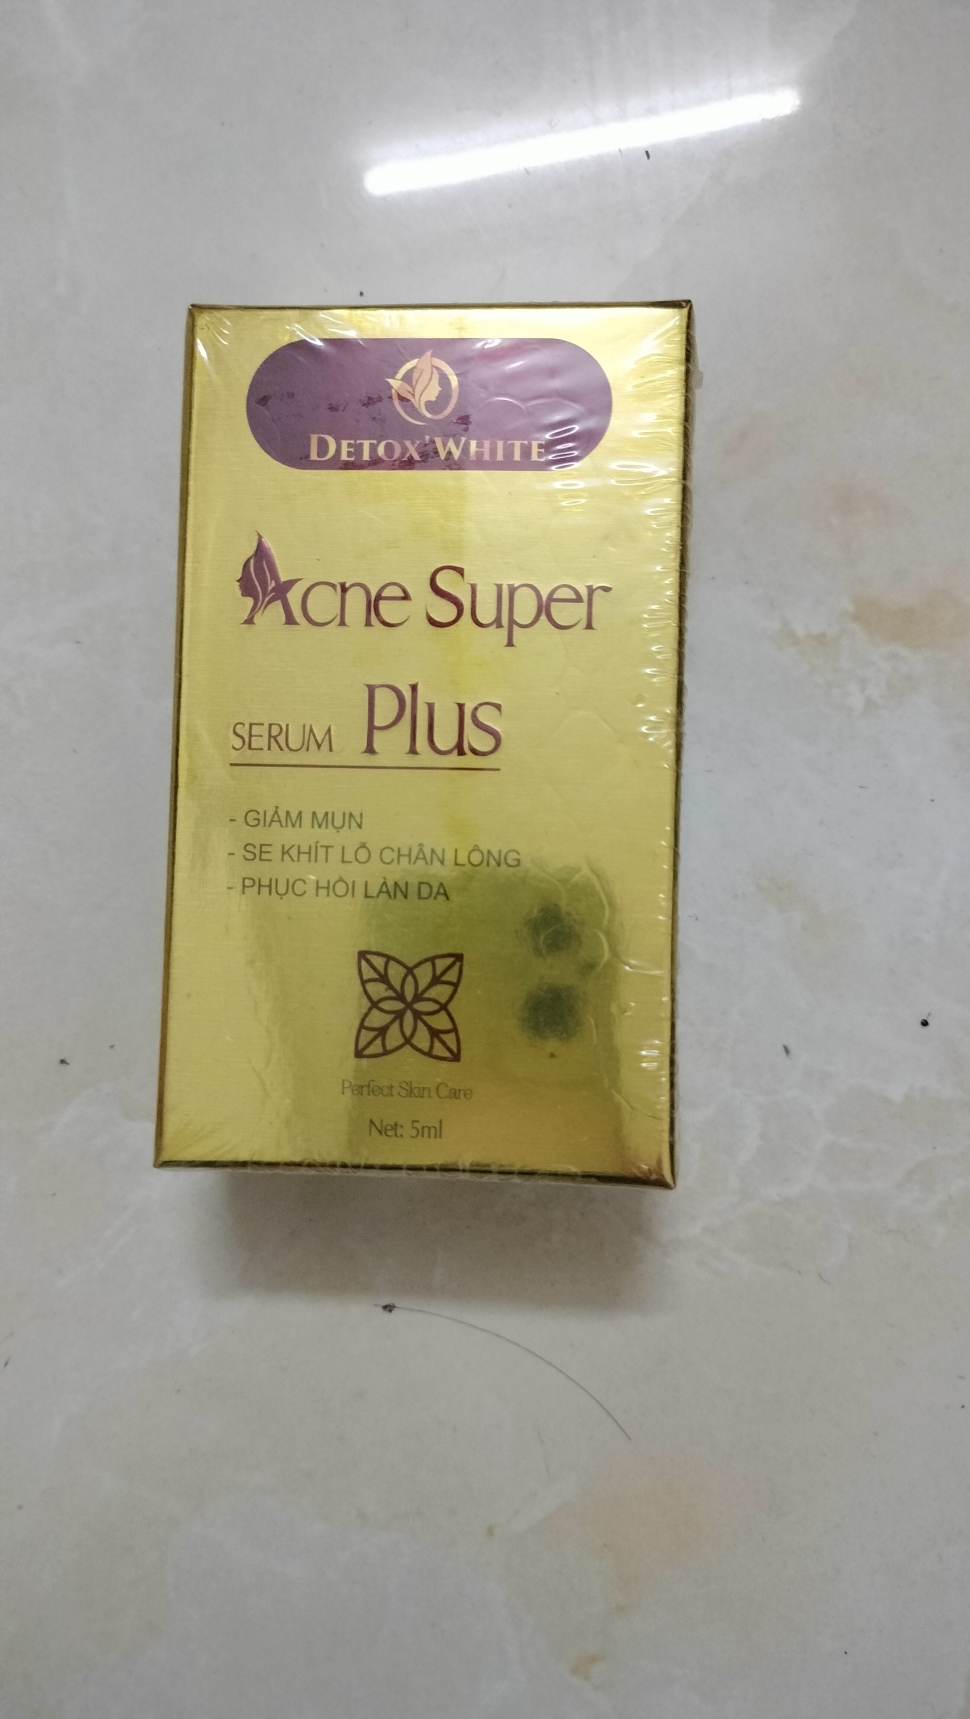 DETOX'WHITE
Acne Super
SERUM Plus
- GIẢM MỤN
- SE KHÍT LỖ CHÂN LÔNG
- PHỤC HỒI LÀN DA
Perfect Skin Care
Net: 5ml